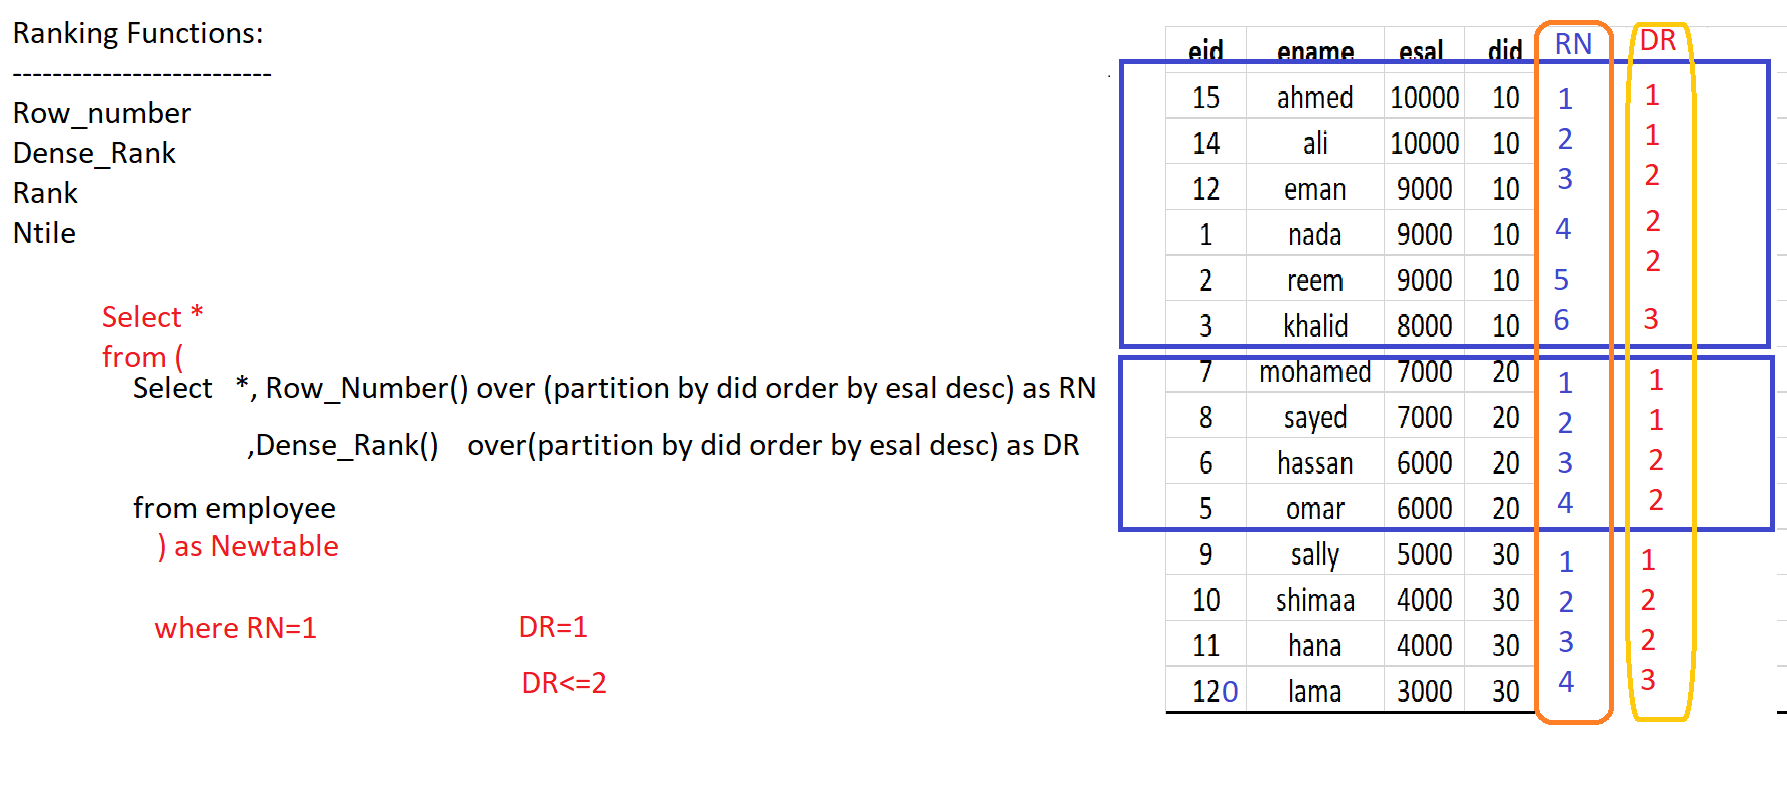 Ranking Functions:
--------------------------
Row_number
Dense_Rank
Rank
Ntile
Select *
from (
Select *, Row_Number() over (partition by did order by esal desc) as RN
,Dense_Rank() over(partition by did order by esal desc) as DR
from employee
) as Newtable
where RN=1 DR=1
DR<=2
eid ename esal did RN DR
15 ahmed 10000 10 1 1
14 ali 10000 10 2 1
12 eman 9000 10 3 2
1 nada 9000 10 4 2
2 reem 9000 10 5 2
3 khalid 8000 10 6 3
7 mohamed 7000 20 1 1
8 sayed 7000 20 2 1
6 hassan 6000 20 3 2
5 omar 6000 20 4 2
9 sally 5000 30 1 1
10 shimaa 4000 30 2 2
11 hana 4000 30 3 2
120 lama 3000 30 4 3